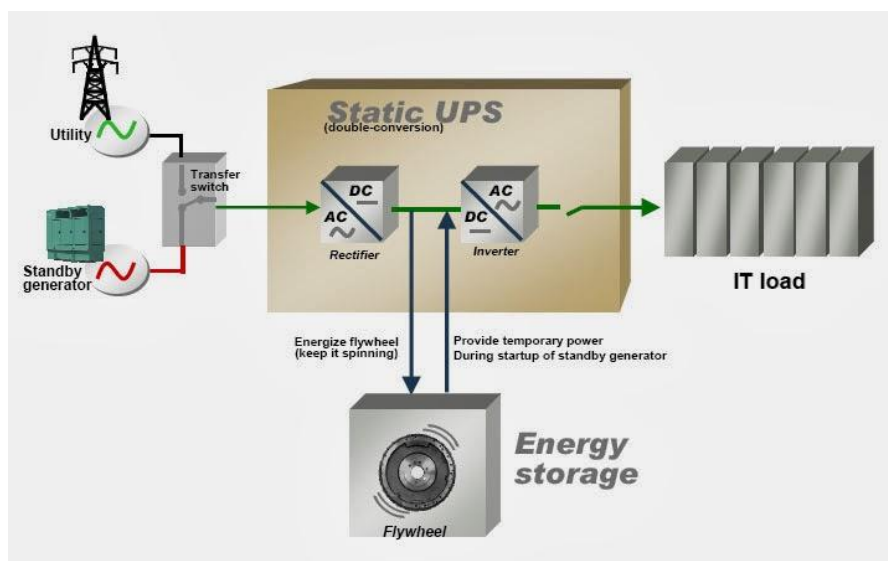 Static UPS
(double-conversion)
Utility
Transfer
switch
DC
AC
Rectifier
AC
DC
Inverter
Standby
generator
IT load
Energize flywheel
(keep it spinning)
Provide temporary power
During startup of standby generator
Energy
storage
Flywheel